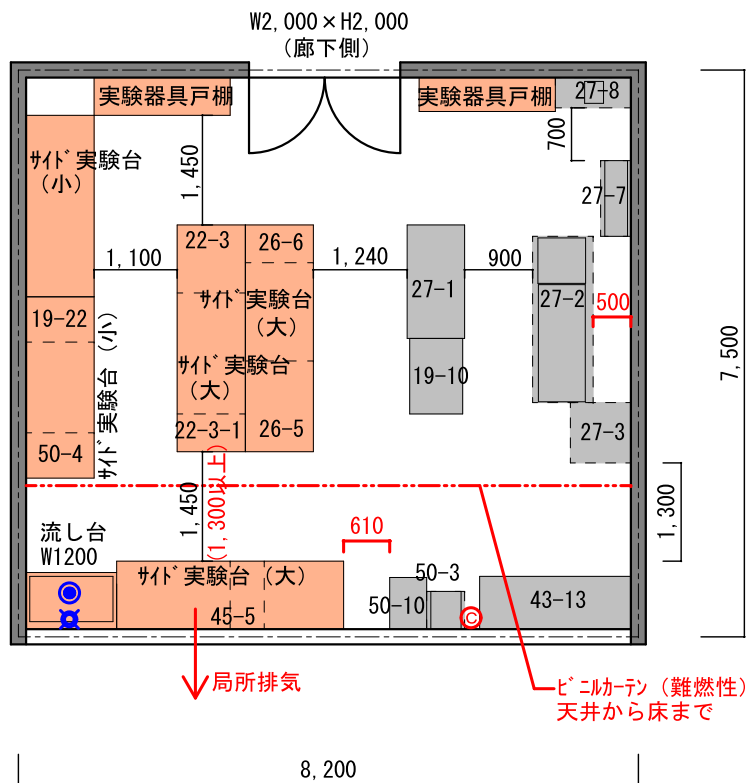 W2,000×H2,000
(廊下側)
実験器具戸棚
実験器具戸棚
27-8
700
1,450
サイド実験台
(小)
27-7
22-3
26-6
1,100
1,240
900
27-1
27-2
500
サイド実験台
(大)
19-22
サイド実験台(小)
サイド実験台
(大)
19-10
7,500
22-3-1
26-5
27-3
50-4
1,450
(1,300以上)
1,300
流し台
W1200
610
サイド実験台(大)
45-5
50-3
50-10
43-13
C
局所排気
ビニルカーテン(難燃性)
天井から床まで
8,200